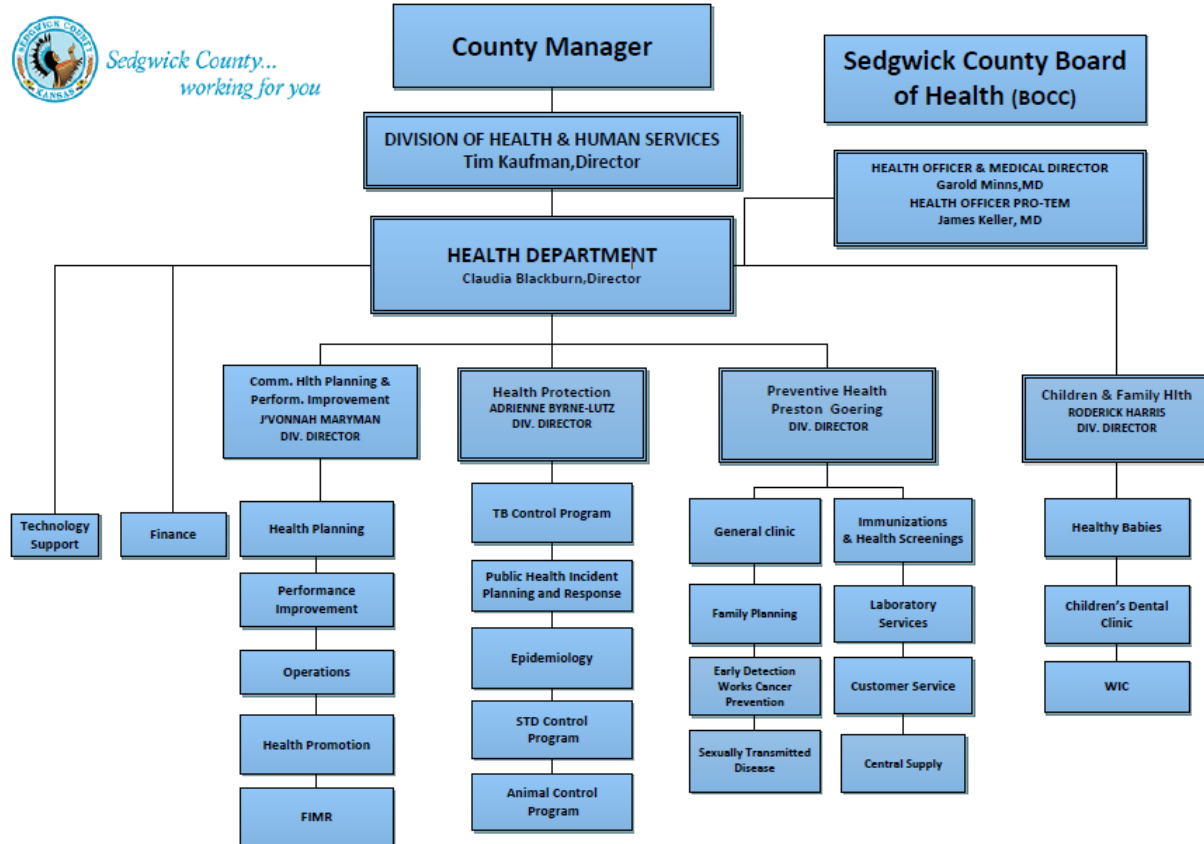 SEDGWICK COUNTY
KANSAS
Sedgwick County...
working for you
County Manager
Sedgwick County Board
of Health (BOCC)
DIVISION OF HEALTH & HUMAN SERVICES
Tim Kaufman,Director
HEALTH OFFICER & MEDICAL DIRECTOR
Garold Minns,MD
HEALTH OFFICER PRO-TEM
James Keller, MD
HEALTH DEPARTMENT
Claudia Blackburn,Director
Comm. Hlth Planning &
Perform. Improvement
J'VONNAH MARYMAN
DIV. DIRECTOR
Health Protection
ADRIENNE BYRNE-LUTZ
DIV. DIRECTOR
Preventive Health
Preston Goering
DIV. DIRECTOR
Children & Family Hlth
RODERICK HARRIS
DIV. DIRECTOR
Technology
Support
Finance
Health Planning
Performance
Improvement
Operations
Health Promotion
FIMR
TB Control Program
Public Health Incident
Planning and Response
Epidemiology
STD Control
Program
Animal Control
Program
General clinic
Family Planning
Early Detection
Works Cancer
Prevention
Sexually Transmitted
Disease
Immunizations
& Health Screenings
Laboratory
Services
Customer Service
Central Supply
Healthy Babies
Children's Dental
Clinic
WIC